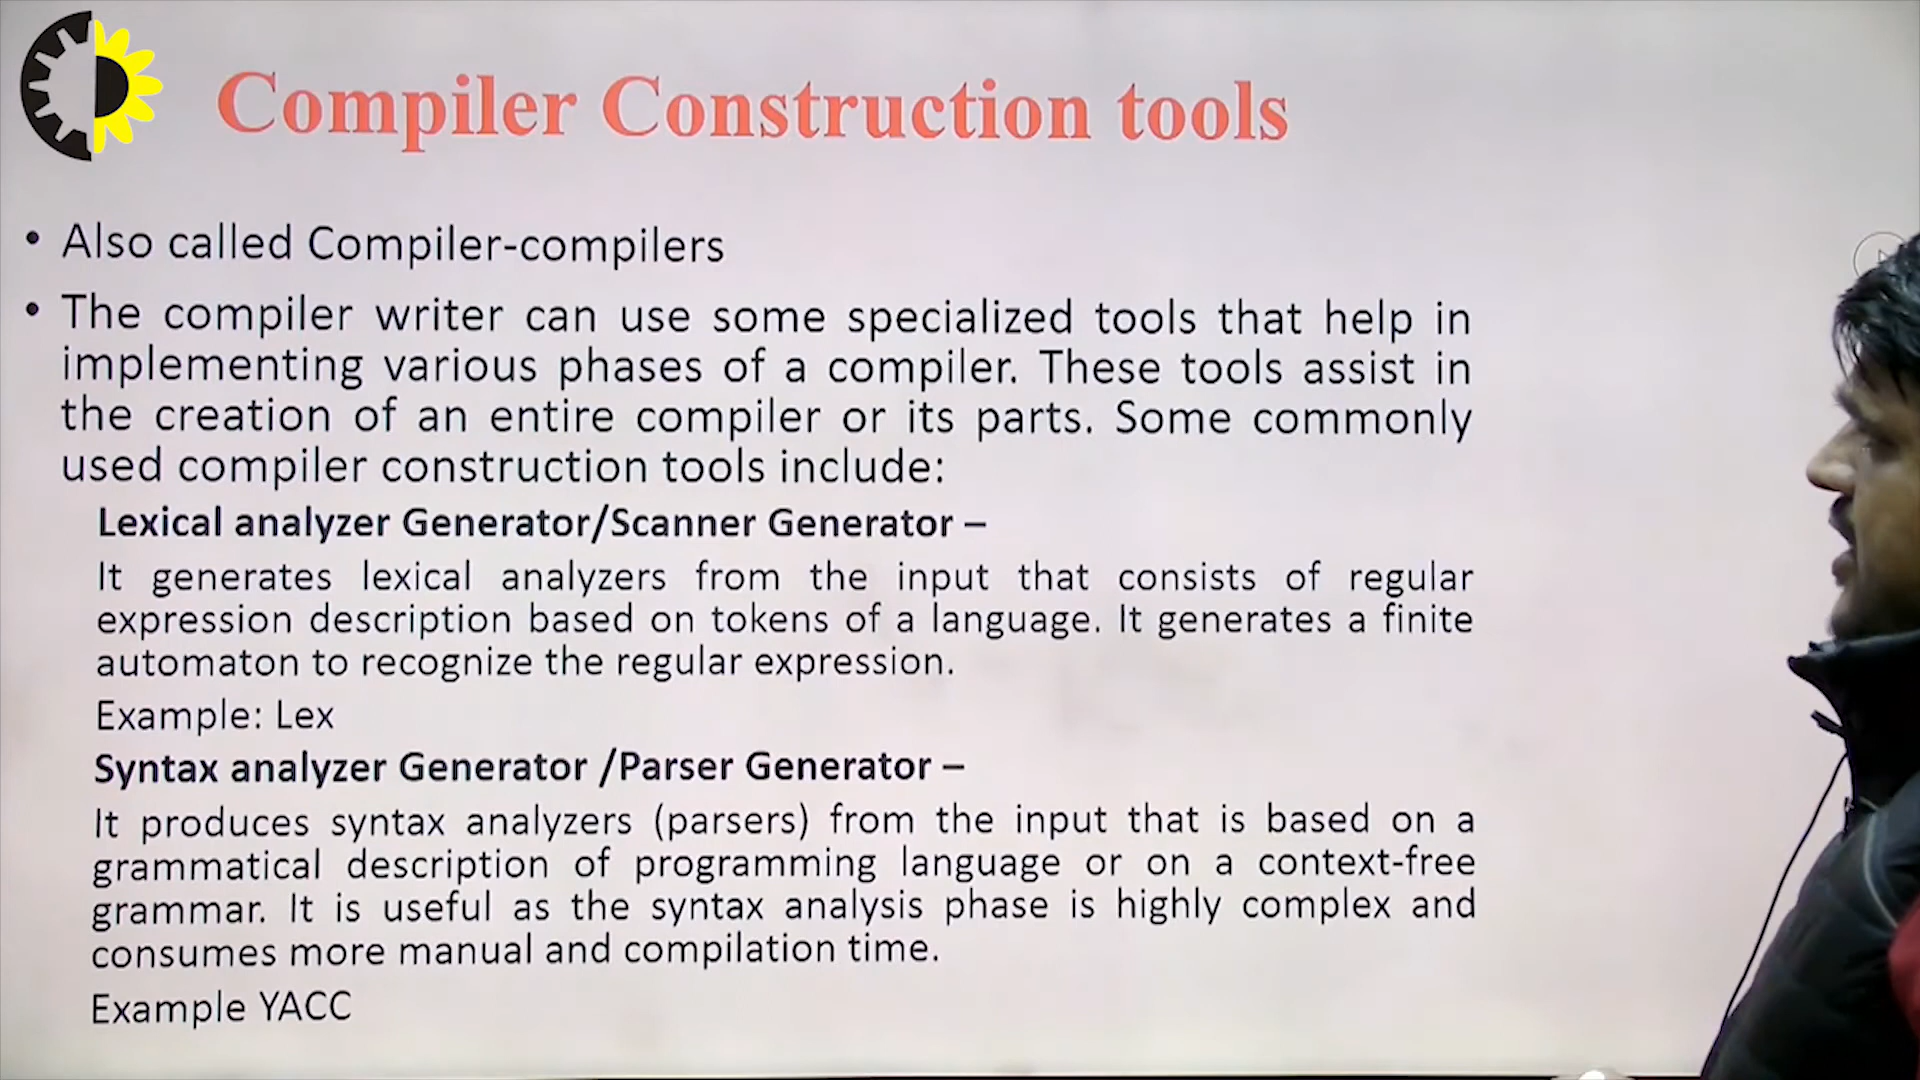 Compiler Construction tools
• Also called Compiler-compilers
• The compiler writer can use some specialized tools that help in
implementing various phases of a compiler. These tools assist in
the creation of an entire compiler or its parts. Some commonly
used compiler construction tools include:
Lexical analyzer Generator/Scanner Generator –
It generates lexical analyzers from the input that consists of regular
expression description based on tokens of a language. It generates a finite
automaton to recognize the regular expression.
Example: Lex
Syntax analyzer Generator /Parser Generator –
It produces syntax analyzers (parsers) from the input that is based on a
grammatical description of programming language or on a context-free
grammar. It is useful as the syntax analysis phase is highly complex and
consumes more manual and compilation time.
Example YACC